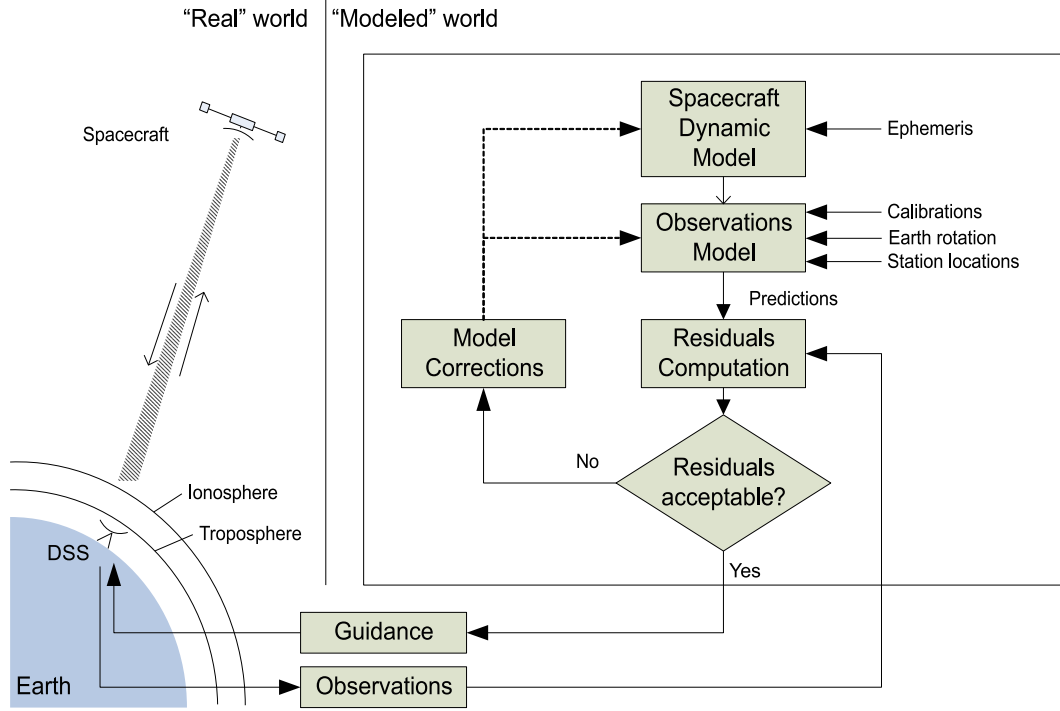 “Real” world
“Modeled” world
Spacecraft
Spacecraft
Dynamic
Model
Ephemeris
Observations
Model
Calibrations
Earth rotation
Station locations
Predictions
Model
Corrections
Residuals
Computation
No
Residuals
acceptable?
Yes
Ionosphere
Troposphere
DSS
Guidance
Earth
Observations